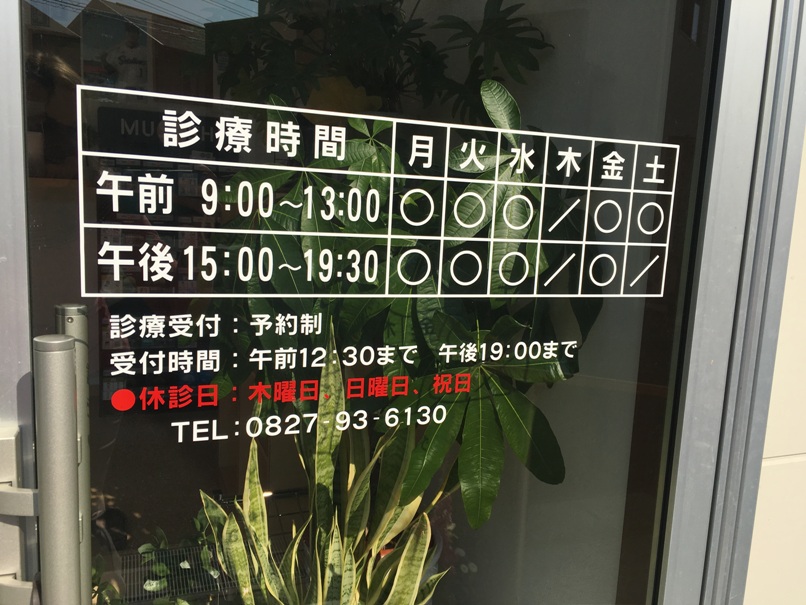 診療時間 月 火 水 木 金 土
午前 9:00〜13:00 ○ ○ ○ ／ ○ ○
午後 15:00〜19:30 ○ ○ ○ ／ ○ ／
診療受付：予約制
受付時間：午前12:30まで 午後19:00まで
●休診日：木曜日、日曜日、祝日
TEL:0827-93-6130